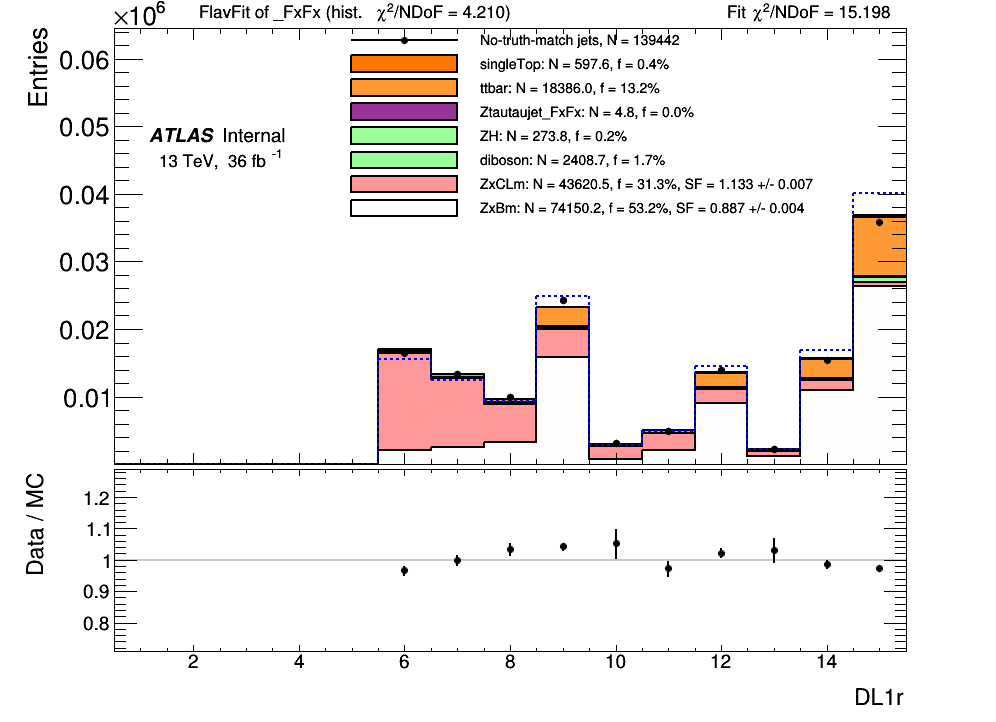 ×10⁶ FlavFit of _FxFx (hist. χ²/NDoF = 4.210) Fit χ²/NDoF = 15.198
Entries
0.06
0.05
0.04
0.03
0.02
0.01
ATLAS Internal
13 TeV, 36 fb⁻¹
No-truth-match jets, N = 139442
singleTop: N = 597.6, f = 0.4%
ttbar: N = 18386.0, f = 13.2%
Ztautaujet_FxFx: N = 4.8, f = 0.0%
ZH: N = 273.8, f = 0.2%
diboson: N = 2408.7, f = 1.7%
ZxCLm: N = 43620.5, f = 31.3%, SF = 1.133 +/- 0.007
ZxBm: N = 74150.2, f = 53.2%, SF = 0.887 +/- 0.004
Data / MC
1.2
1.1
1
0.9
0.8
2 4 6 8 10 12 14
DL1r